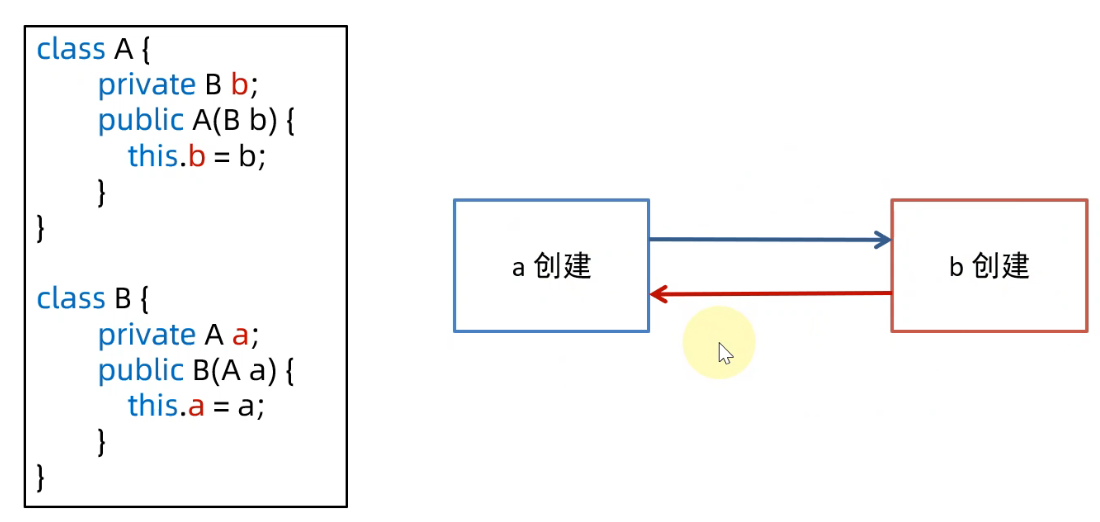 class A {
private B b;
public A(B b) {
this.b = b;
}
}
class B {
private A a;
public B(A a) {
this.a = a;
}
}
a 创建
b 创建